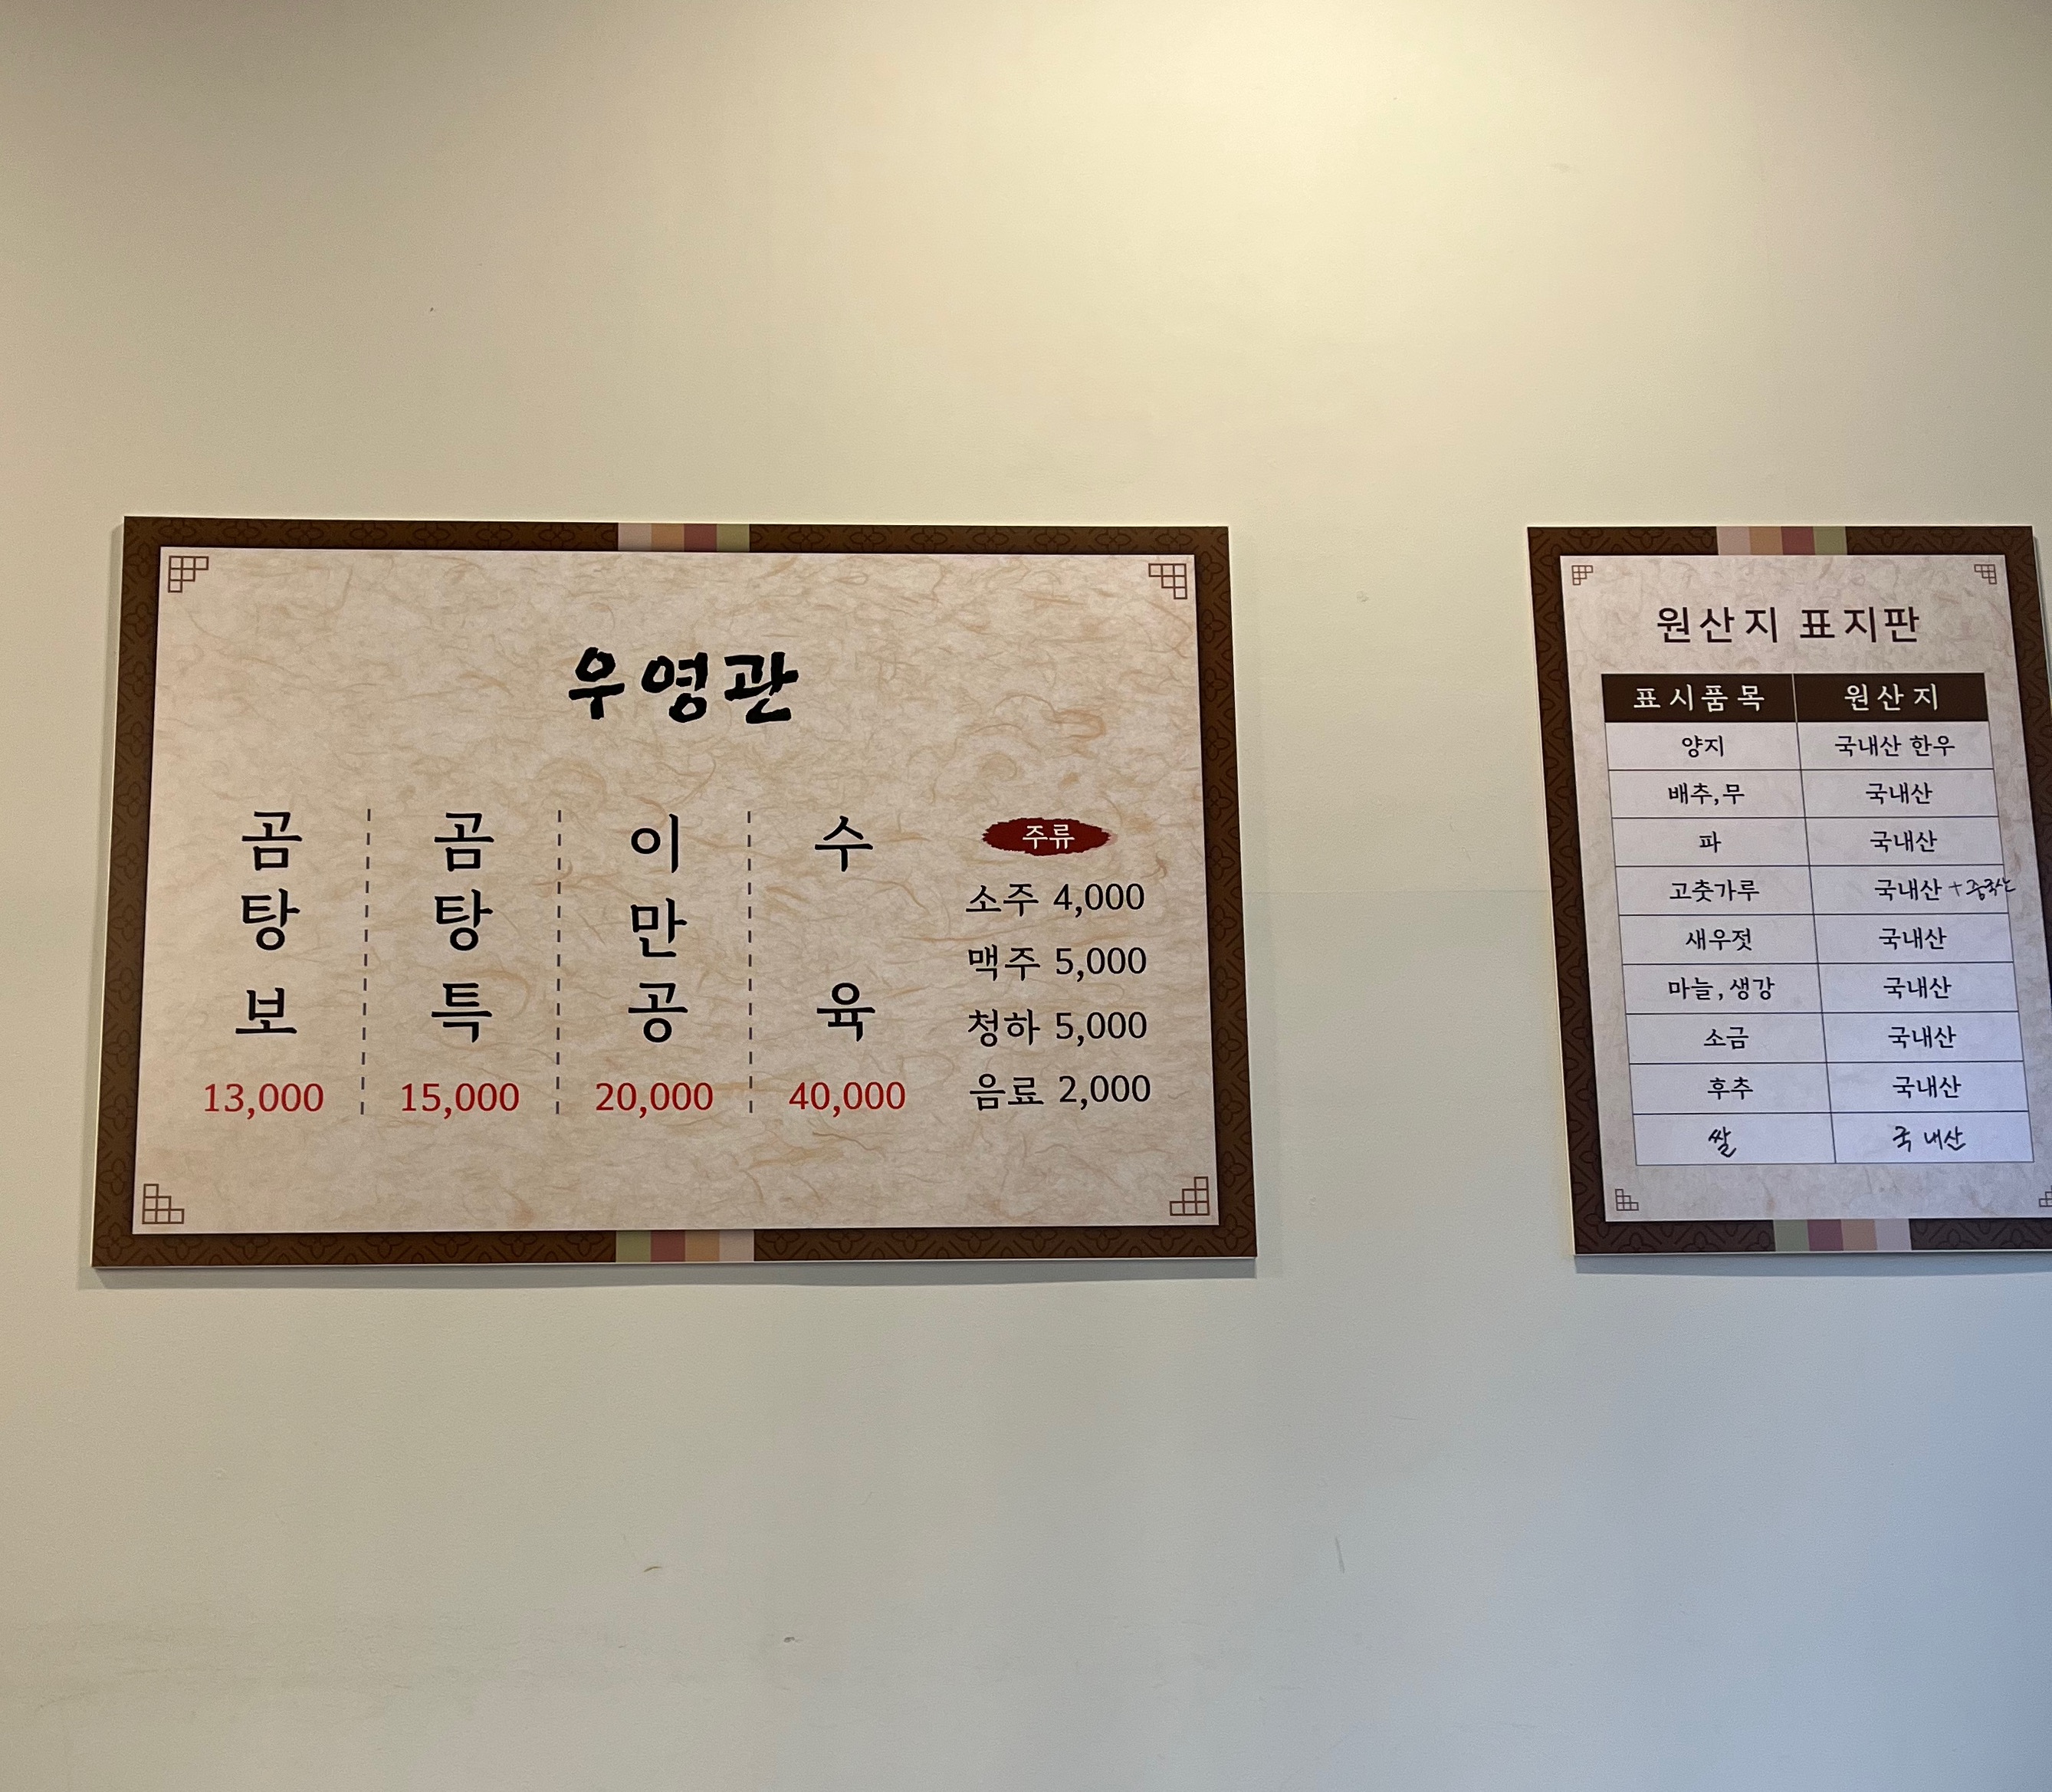 우영관
곰탕 보 13,000
곰탕 특 15,000
이만공 20,000
수육 40,000
주류
소주 4,000
맥주 5,000
청하 5,000
음료 2,000
원산지 표지판
표시품목 원산지
양지 국내산 한우
배추,무 국내산
파 국내산
고춧가루 국내산 + 중국산
새우젓 국내산
마늘,생강 국내산
소금 국내산
후추 국내산
쌀 국내산